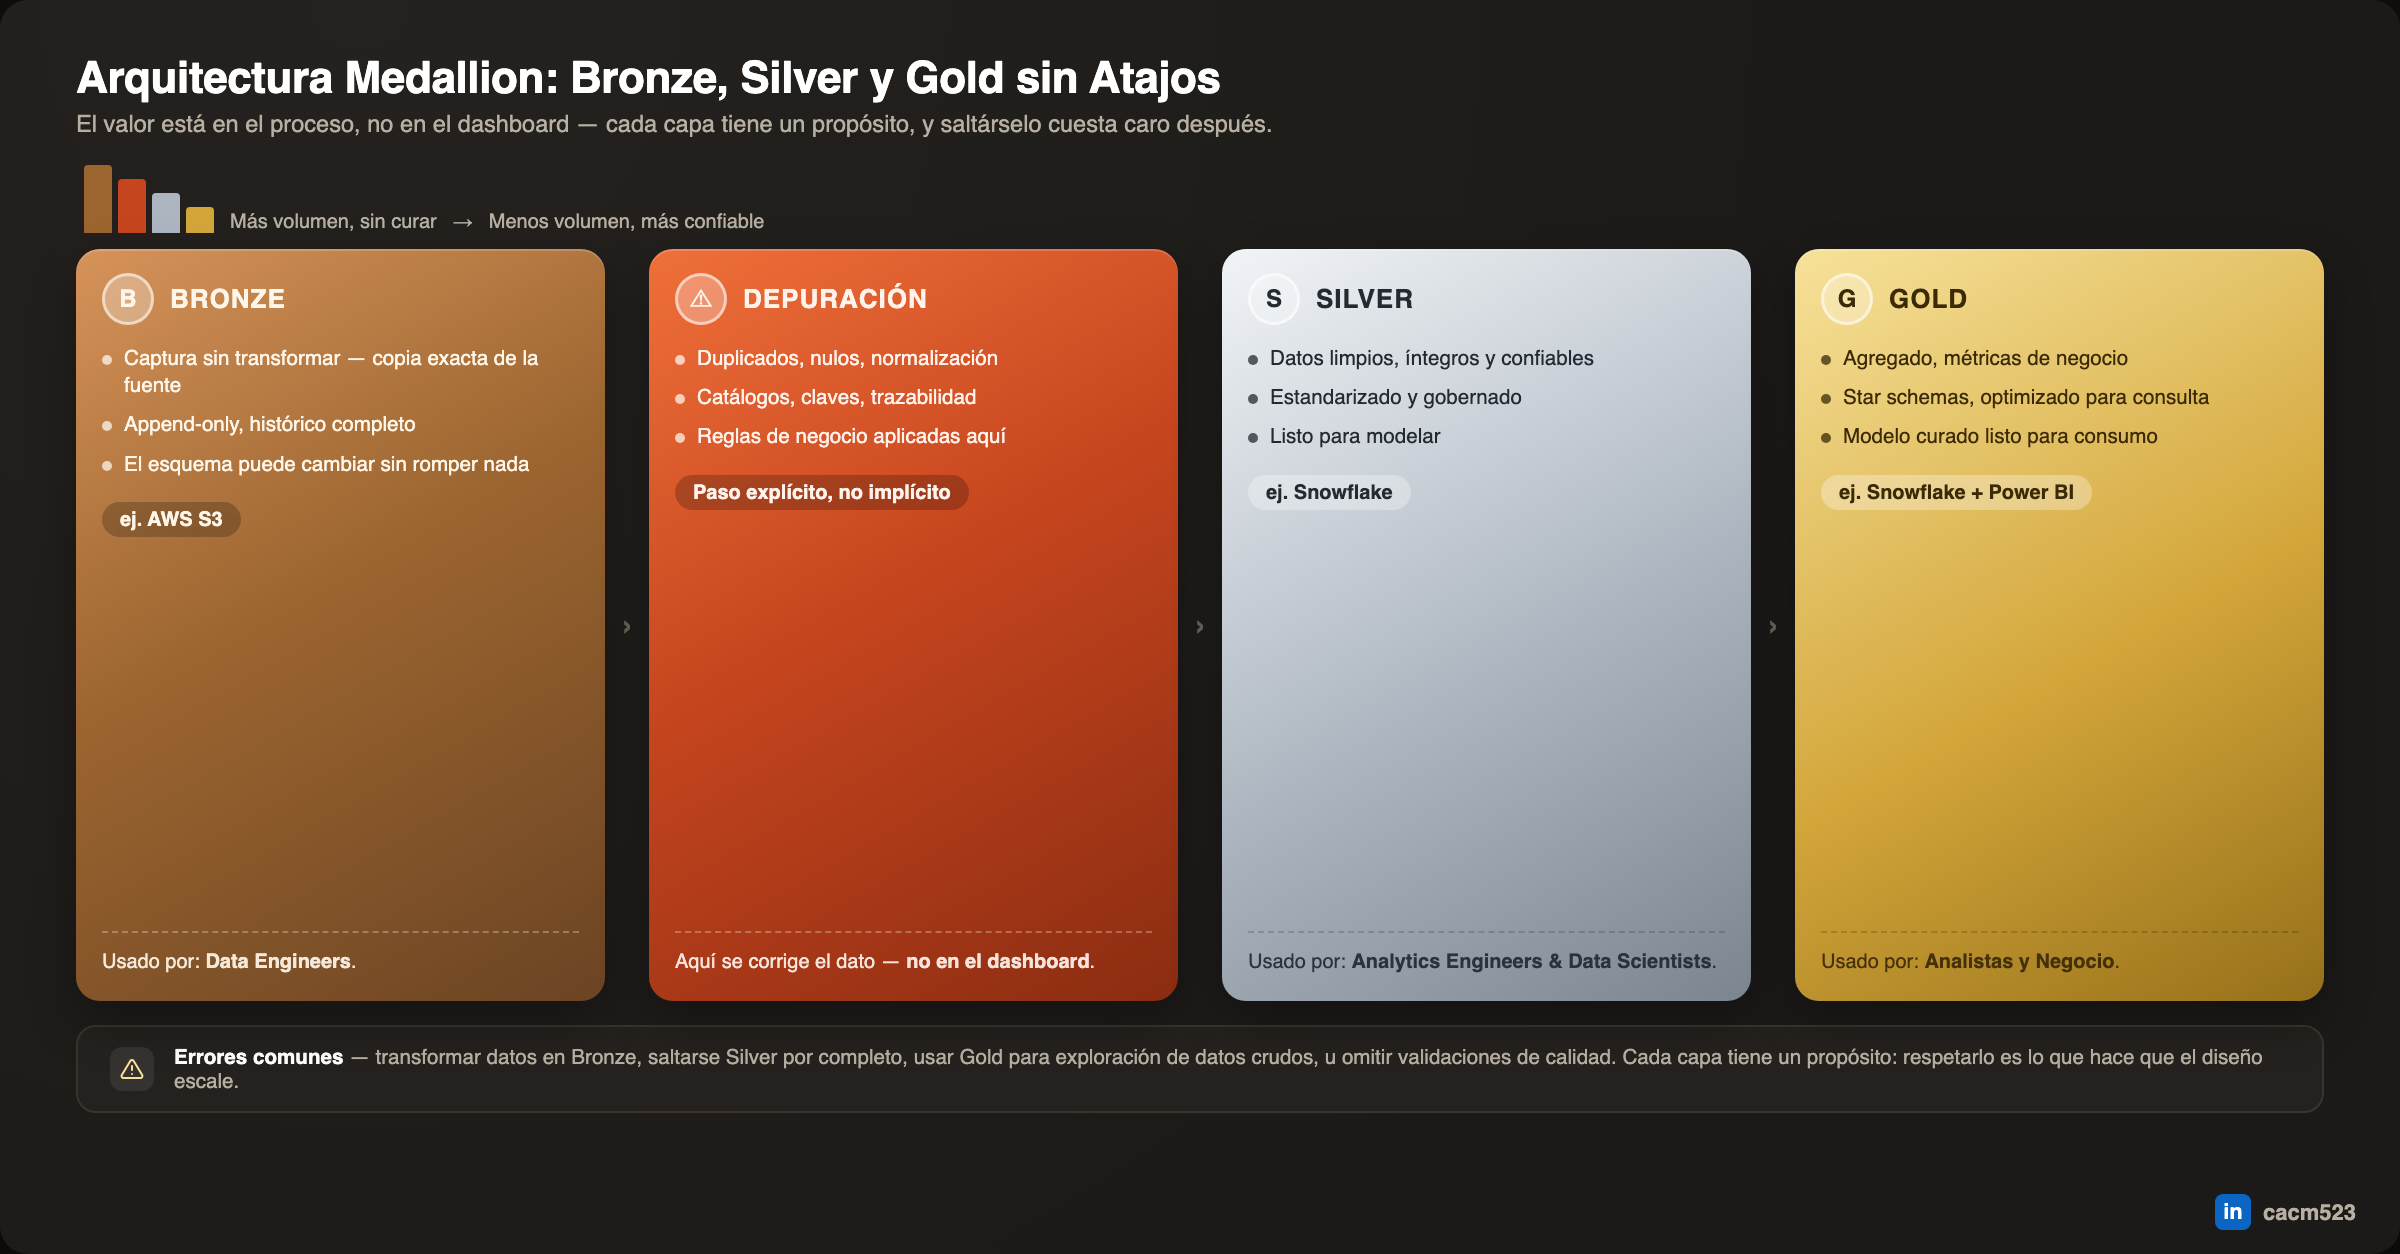 Arquitectura Medallion: Bronze, Silver y Gold sin Atajos
El valor está en el proceso, no en el dashboard — cada capa tiene un propósito, y saltárselo cuesta caro después.
Más volumen, sin curar → Menos volumen, más confiable
B BRONZE
Captura sin transformar — copia exacta de la
fuente
Append-only, histórico completo
El esquema puede cambiar sin romper nada
ej. AWS S3
Usado por: Data Engineers.
DEPURACIÓN
Duplicados, nulos, normalización
Catálogos, claves, trazabilidad
Reglas de negocio aplicadas aquí
Paso explícito, no implícito
Aquí se corrige el dato — no en el dashboard.
S SILVER
Datos limpios, íntegros y confiables
Estandarizado y gobernado
Listo para modelar
ej. Snowflake
Usado por: Analytics Engineers & Data Scientists.
G GOLD
Agregado, métricas de negocio
Star schemas, optimizado para consulta
Modelo curado listo para consumo
ej. Snowflake + Power BI
Usado por: Analistas y Negocio.
Errores comunes — transformar datos en Bronze, saltarse Silver por completo, usar Gold para exploración de datos crudos, u omitir validaciones de calidad. Cada capa tiene un propósito: respetarlo es lo que hace que el diseño
escale.
in cacm523